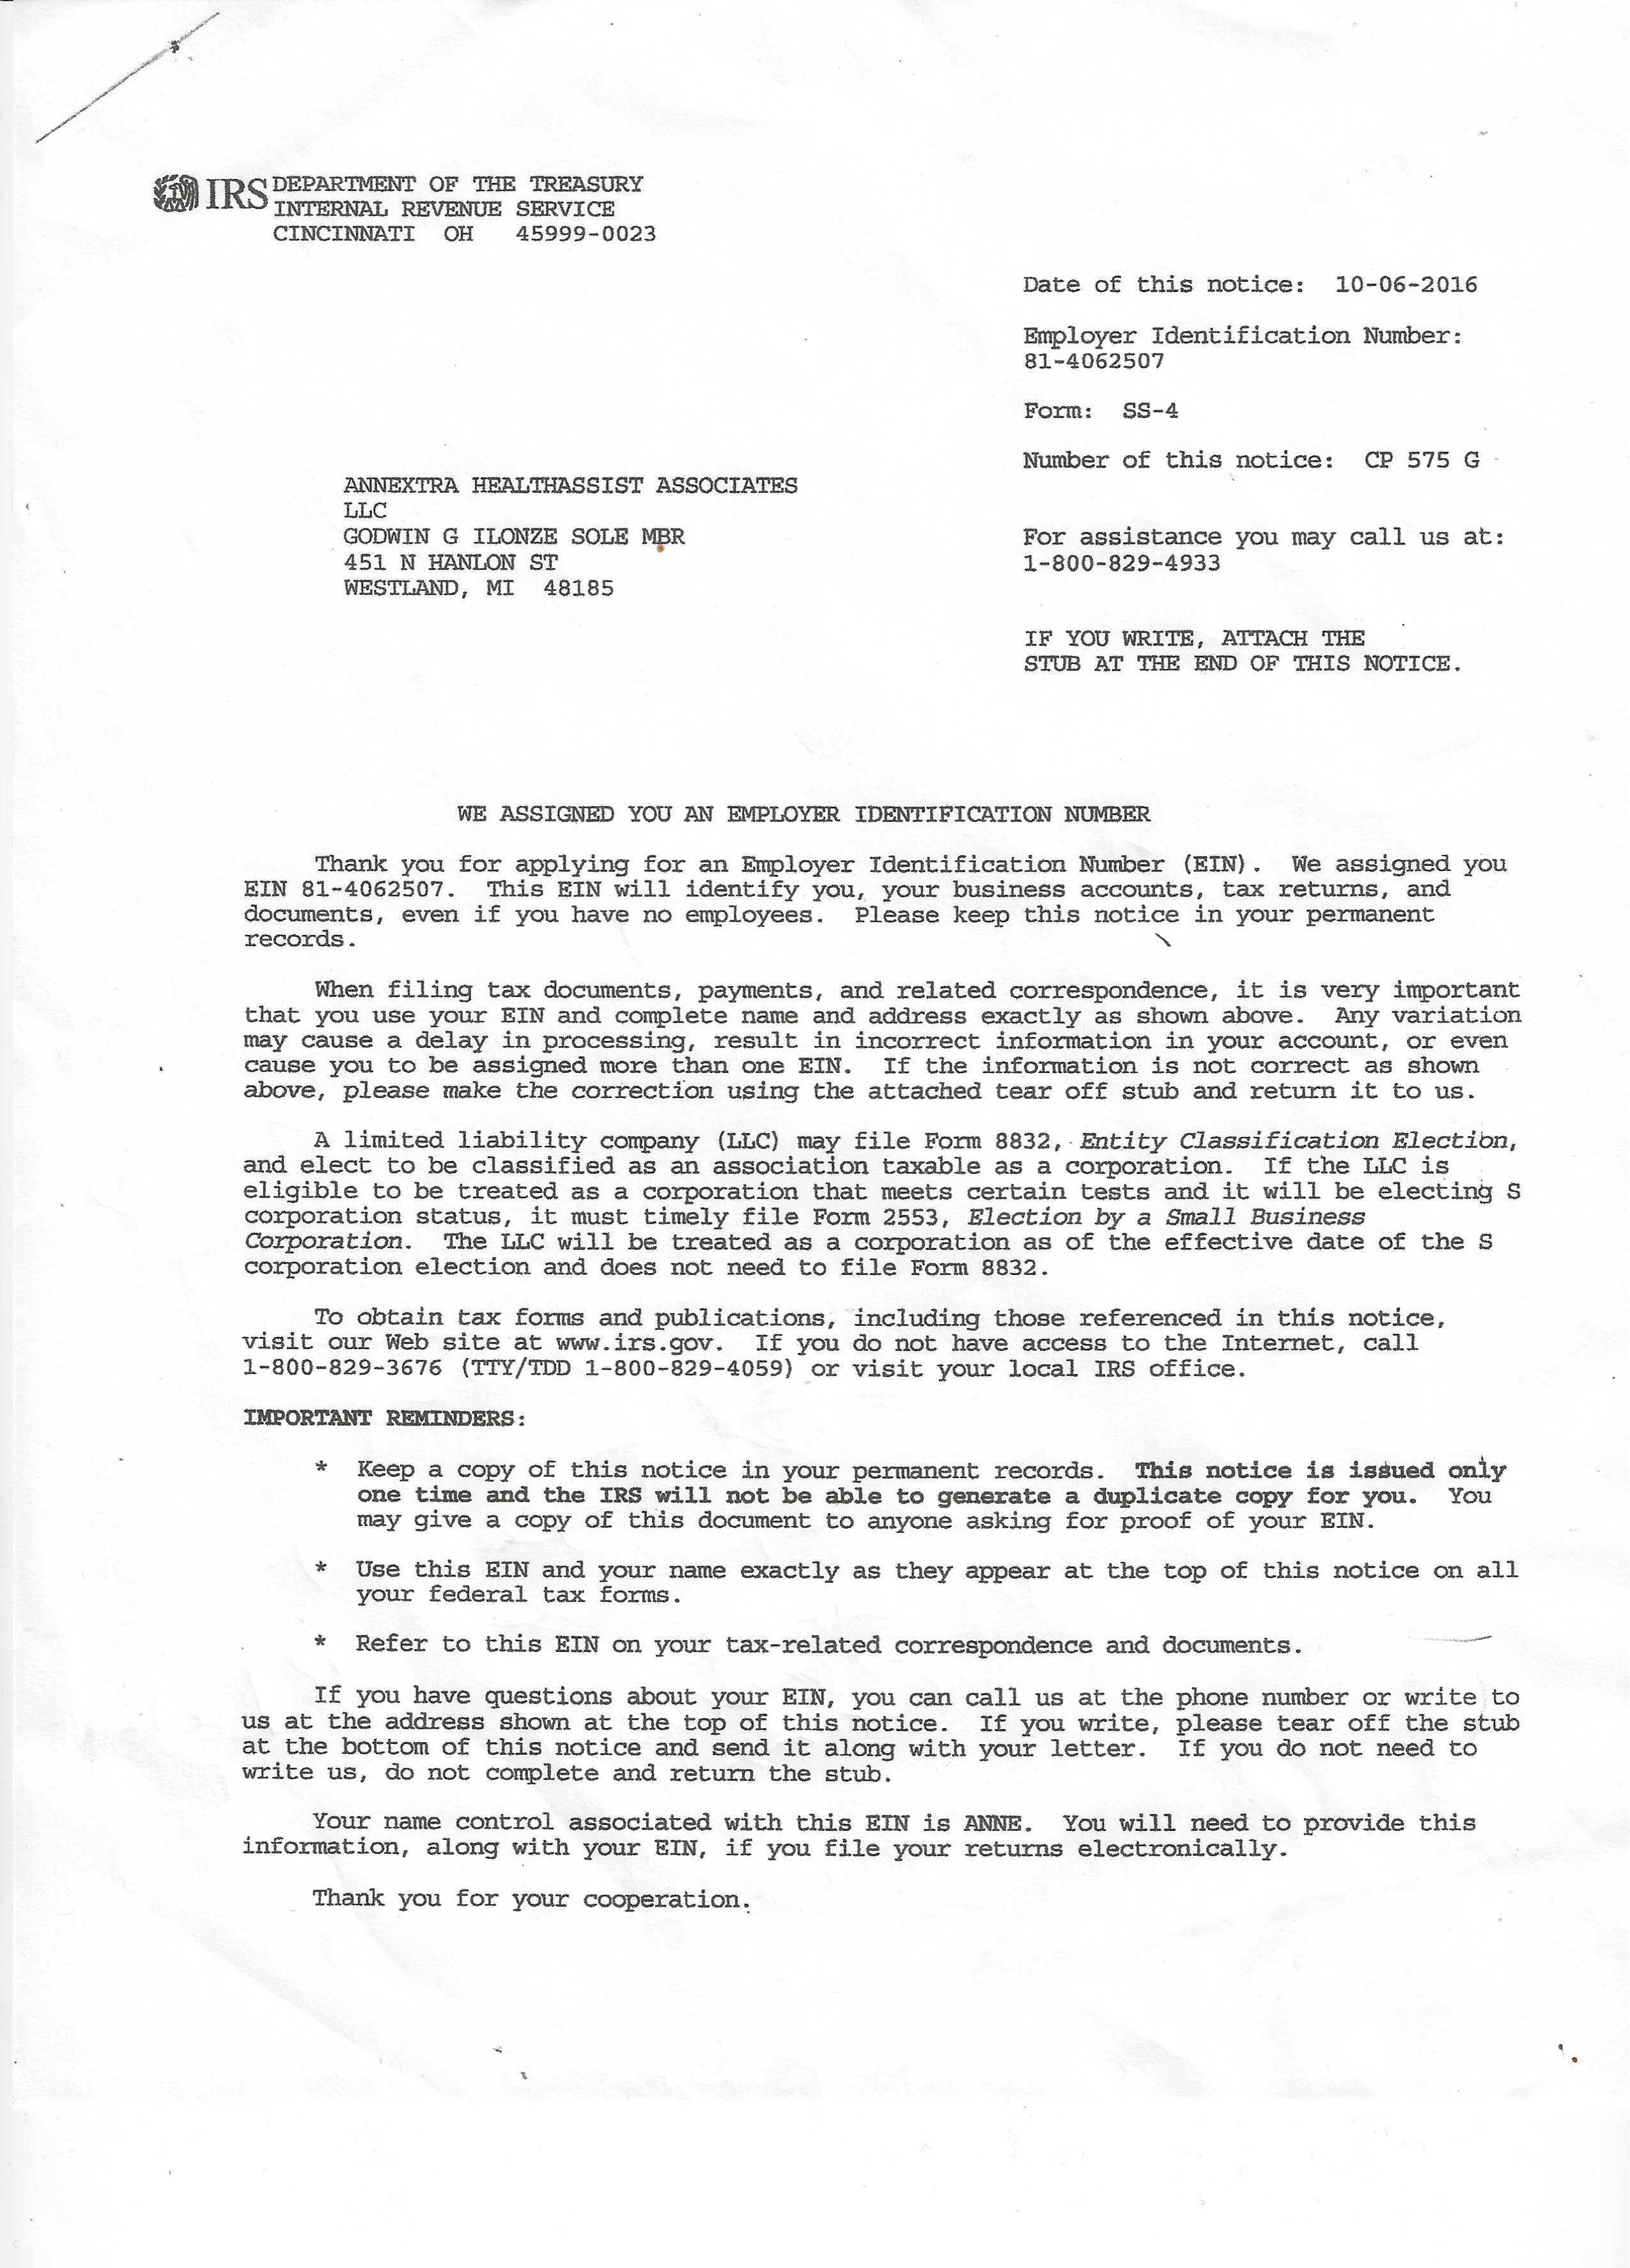 IRS DEPARTMENT OF THE TREASURY
INTERNAL REVENUE SERVICE
CINCINNATI OH 45999-0023
Date of this notice: 10-06-2016
Employer Identification Number:
81-4062507
Form: SS-4
Number of this notice: CP 575 G
ANNEXTRA HEALTHASSIST ASSOCIATES
LLC
GODWIN G ILONZE SOLE MBR
451 N HANLON ST
WESTLAND, MI 48185
For assistance you may call us at:
1-800-829-4933
IF YOU WRITE, ATTACH THE
STUB AT THE END OF THIS NOTICE.
WE ASSIGNED YOU AN EMPLOYER IDENTIFICATION NUMBER
Thank you for applying for an Employer Identification Number (EIN). We assigned you
EIN 81-4062507. This EIN will identify you, your business accounts, tax returns, and
documents, even if you have no employees. Please keep this notice in your permanent
records.
When filing tax documents, payments, and related correspondence, it is very important
that you use your EIN and complete name and address exactly as shown above. Any variation
may cause a delay in processing, result in incorrect information in your account, or even
cause you to be assigned more than one EIN. If the information is not correct as shown
above, please make the correction using the attached tear off stub and return it to us.
A limited liability company (LLC) may file Form 8832, Entity Classification Election,
and elect to be classified as an association taxable as a corporation. If the LLC is
eligible to be treated as a corporation that meets certain tests and it will be electing S
corporation status, it must timely file Form 2553, Election by a Small Business
Corporation. The LLC will be treated as a corporation as of the effective date of the S
corporation election and does not need to file Form 8832.
To obtain tax forms and publications, including those referenced in this notice,
visit our Web site at www.irs.gov. If you do not have access to the Internet, call
1-800-829-3676 (TTY/TDD 1-800-829-4059) or visit your local IRS office.
IMPORTANT REMINDERS:
* Keep a copy of this notice in your permanent records. This notice is issued only
one time and the IRS will not be able to generate a duplicate copy for you. You
may give a copy of this document to anyone asking for proof of your EIN.
* Use this EIN and your name exactly as they appear at the top of this notice on all
your federal tax forms.
* Refer to this EIN on your tax-related correspondence and documents.
If you have questions about your EIN, you can call us at the phone number or write to
us at the address shown at the top of this notice. If you write, please tear off the stub
at the bottom of this notice and send it along with your letter. If you do not need to
write us, do not complete and return the stub.
Your name control associated with this EIN is ANNE. You will need to provide this
information, along with your EIN, if you file your returns electronically.
Thank you for your cooperation.